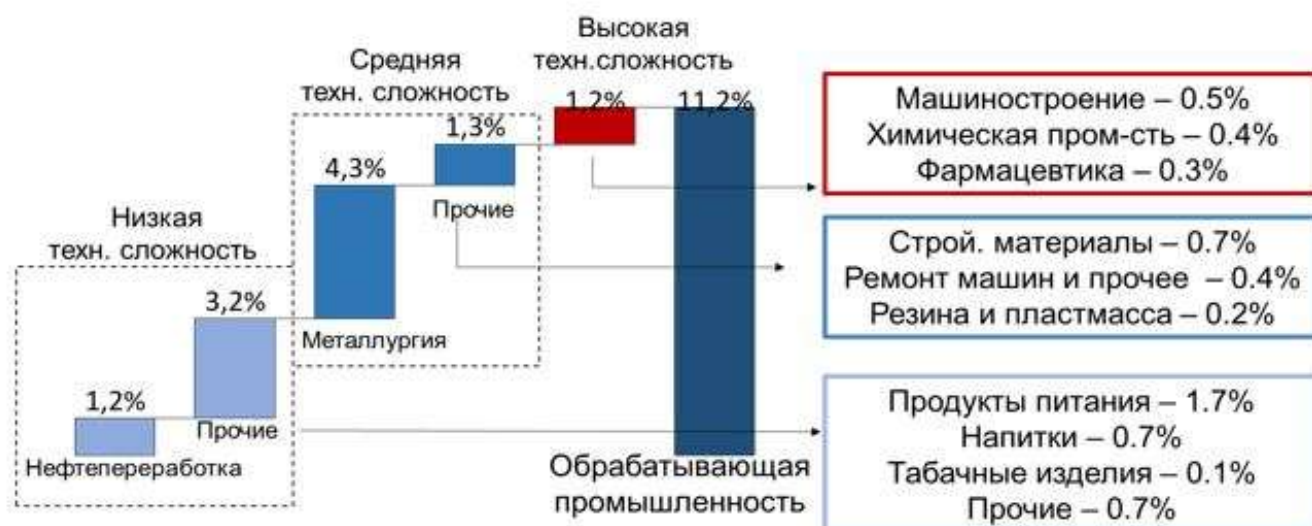 Низкая
техн. сложность
1,2%
Нефтепереработка
3,2%
Прочие
Средняя
техн. сложность
4,3%
Металлургия
1,3%
Прочие
Высокая
техн.сложность
1,2%
11,2%
Обрабатывающая
промышленность
Машиностроение – 0.5%
Химическая пром-сть – 0.4%
Фармацевтика – 0.3%
Строй. материалы – 0.7%
Ремонт машин и прочее – 0.4%
Резина и пластмасса – 0.2%
Продукты питания – 1.7%
Напитки – 0.7%
Табачные изделия – 0.1%
Прочие – 0.7%